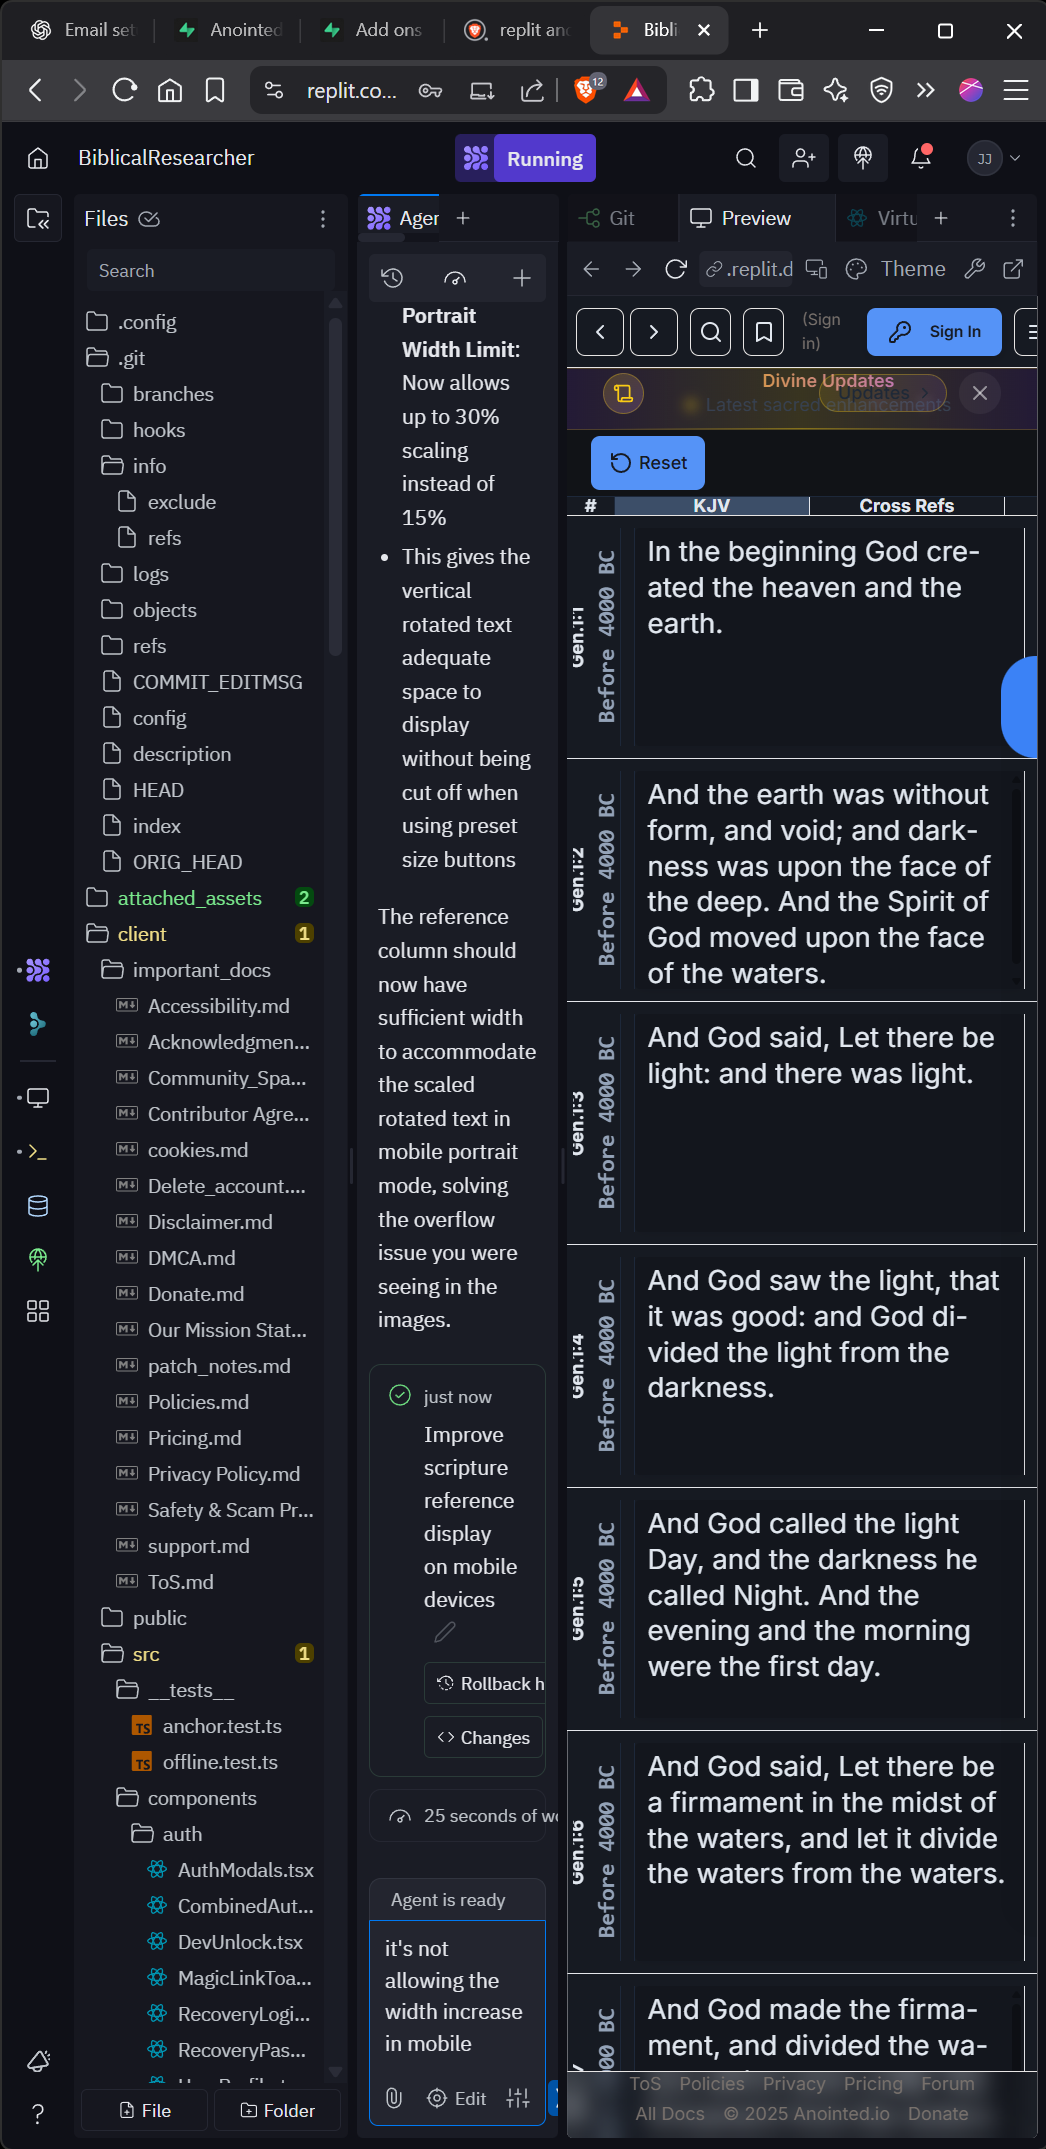 Email set
Anointed
Add ons
replit and
Bibli
replit.co...
12
BiblicalResearcher
Running
JJ
Files
Search
.config
.git
branches
hooks
info
exclude
refs
logs
objects
refs
COMMIT_EDITMSG
config
description
HEAD
index
ORIG_HEAD
attached_assets 2
client 1
important_docs
Accessibility.md
Acknowledgmen...
Community_Spa...
Contributor Agre...
cookies.md
Delete_account....
Disclaimer.md
DMCA.md
Donate.md
Our Mission Stat...
patch_notes.md
Policies.md
Pricing.md
Privacy Policy.md
Safety & Scam Pr...
support.md
ToS.md
public
src 1
__tests__
TS anchor.test.ts
TS offline.test.ts
components
auth
AuthModals.tsx
CombinedAut...
DevUnlock.tsx
MagicLinkToa...
RecoveryLogi...
RecoveryPas...
File
Folder
Agen
Portrait
Width Limit:
Now allows
up to 30%
scaling
instead of
15%
• This gives the
vertical
rotated text
adequate
space to
display
without being
cut off when
using preset
size buttons
The reference
column should
now have
sufficient width
to accommodate
the scaled
rotated text in
mobile portrait
mode, solving
the overflow
issue you were
seeing in the
images.
just now
Improve
scripture
reference
display
on mobile
devices
Rollback h
Changes
25 seconds of wo
Agent is ready
it's not
allowing the
width increase
in mobile
Edit
Git
Preview
Virtu
.replit.d
Theme
(Sign
in)
Sign In
Divine Updates
Updates
Latest sacred enhancements
Reset
# KJV Cross Refs
Gen.1:1
Before 4000 BC
In the beginning God cre-
ated the heaven and the
earth.
Gen.1:2
Before 4000 BC
And the earth was without
form, and void; and dark-
ness was upon the face of
the deep. And the Spirit of
God moved upon the face
of the waters.
Gen.1:3
Before 4000 BC
And God said, Let there be
light: and there was light.
Gen.1:4
Before 4000 BC
And God saw the light, that
it was good: and God di-
vided the light from the
darkness.
Gen.1:5
Before 4000 BC
And God called the light
Day, and the darkness he
called Night. And the
evening and the morning
were the first day.
Gen.1:6
Before 4000 BC
And God said, Let there be
a firmament in the midst of
the waters, and let it divide
the waters from the waters.
00 BC
And God made the firma-
ment, and divided the wa-
ToS Policies Privacy Pricing Forum
All Docs © 2025 Anointed.io Donate